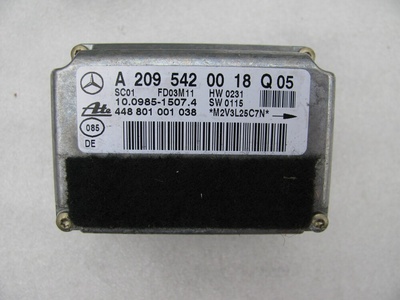 A 209 542 00 18 Q 05
SC01 FD03M11 HW 0231
10.0985-1507.4 SW 0115
Ate 448 801 001 038 *M2V3L25C7N*
085
DE